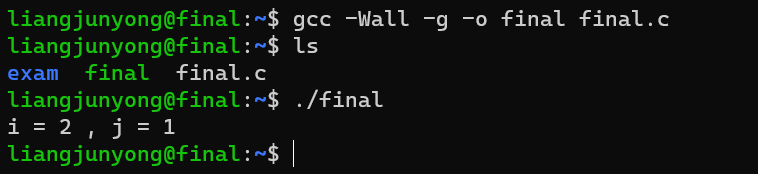 liangjunyong@final:~$ gcc -Wall -g -o final final.c
liangjunyong@final:~$ ls
exam  final  final.c
liangjunyong@final:~$ ./final
i = 2 , j = 1
liangjunyong@final:~$